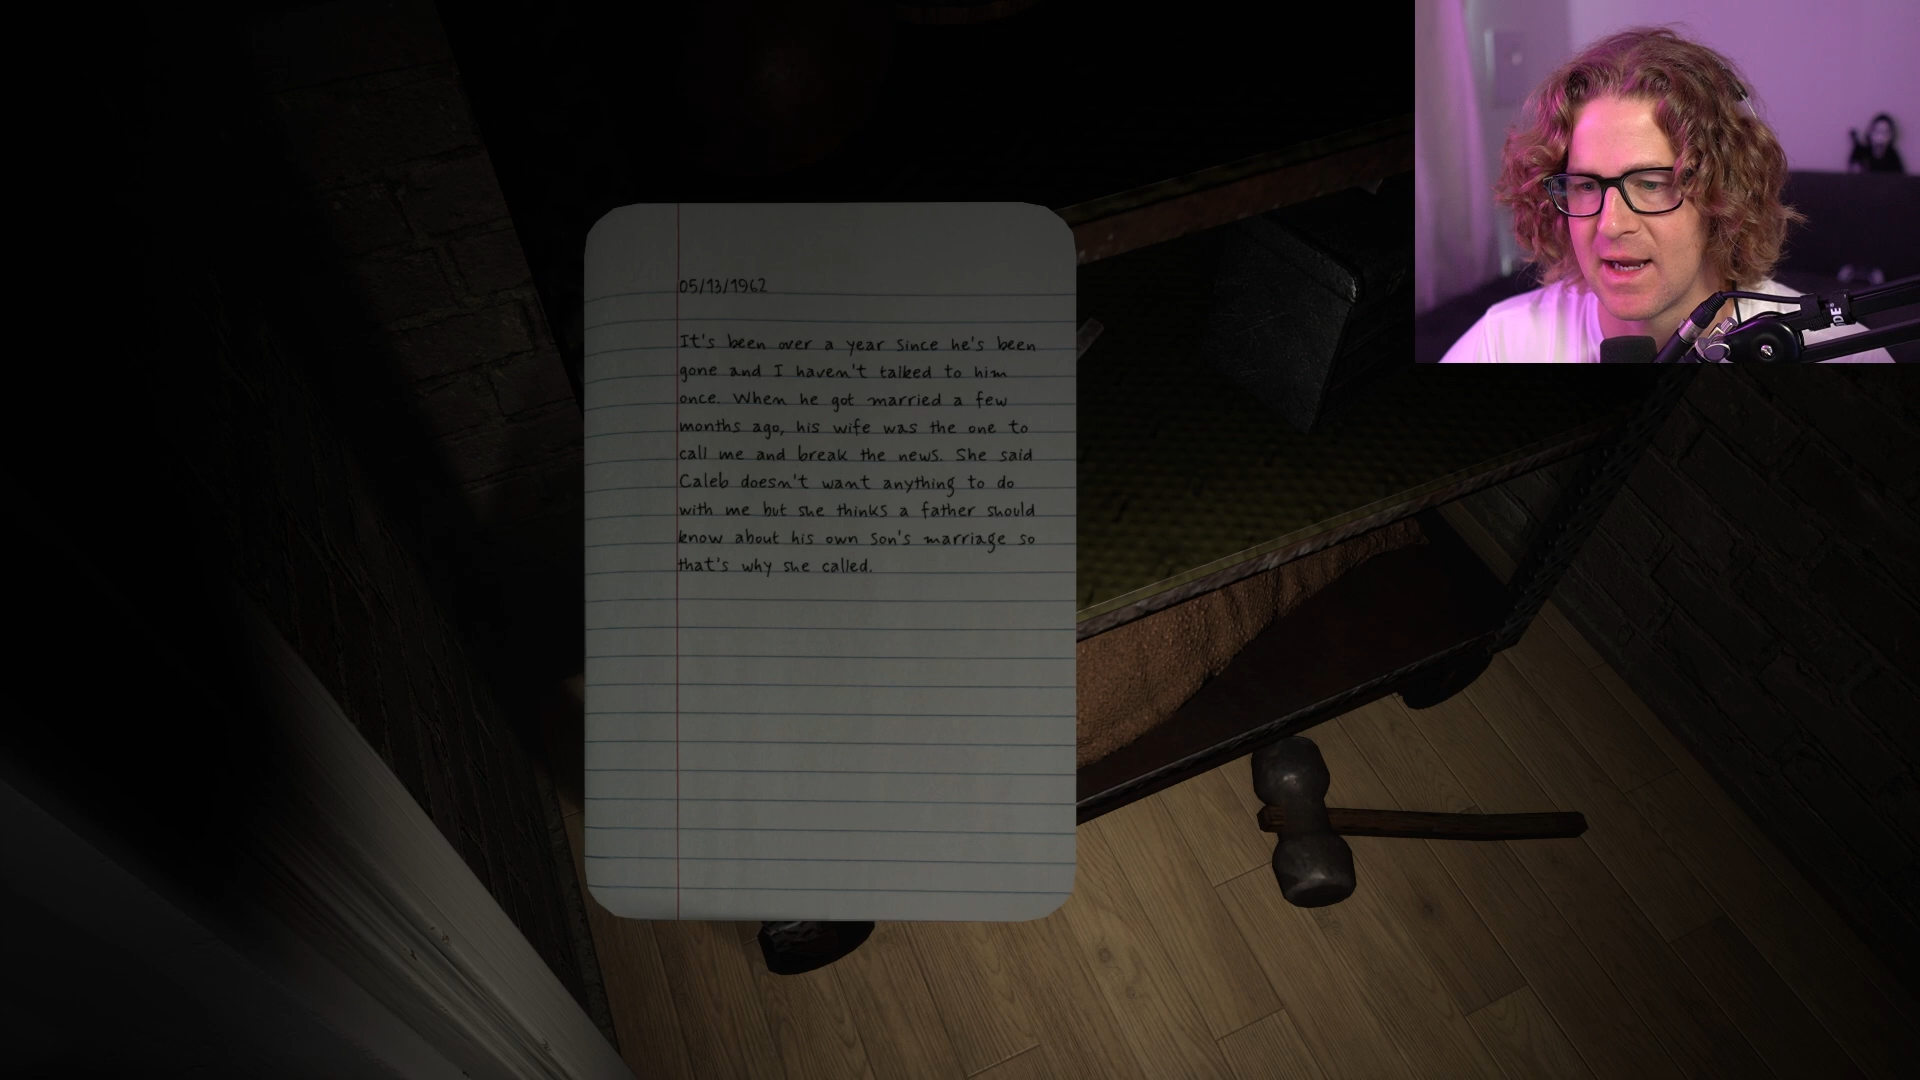 05/13/1962
It's been over a year since he's been
gone and I haven't talked to him
once. When he got married a few
months ago, his wife was the one to
call me and break the news. She said
Caleb doesn't want anything to do
with me but she thinks a father should
know about his own son's marriage so
that's why she called.